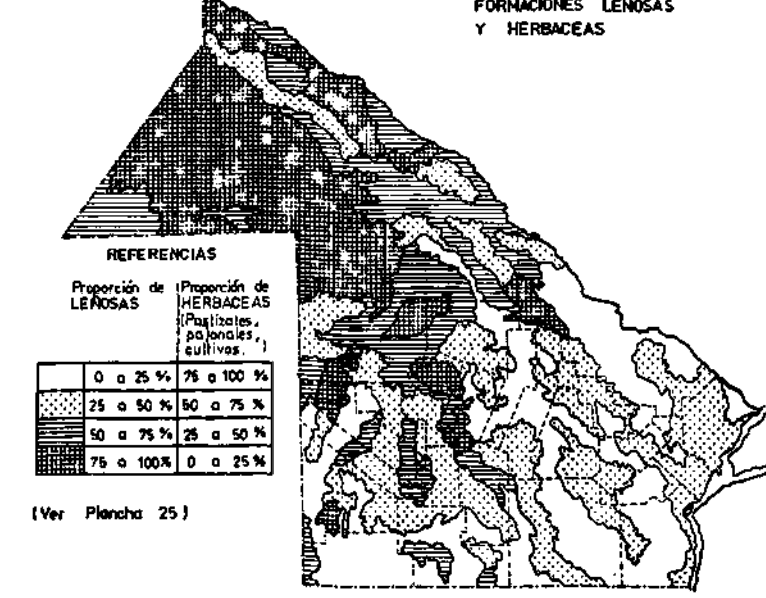 FORMACIONES LEÑOSAS
Y HERBACEAS
REFERENCIAS
Proporción de LEÑOSAS
Proporción de HERBACEAS
(Pastizales, pajonales, cultivos.)
0 a 25 % 75 a 100 %
25 a 50 % 50 a 75 %
50 a 75 % 25 a 50 %
75 a 100% 0 a 25 %
(Ver Plancha 25)